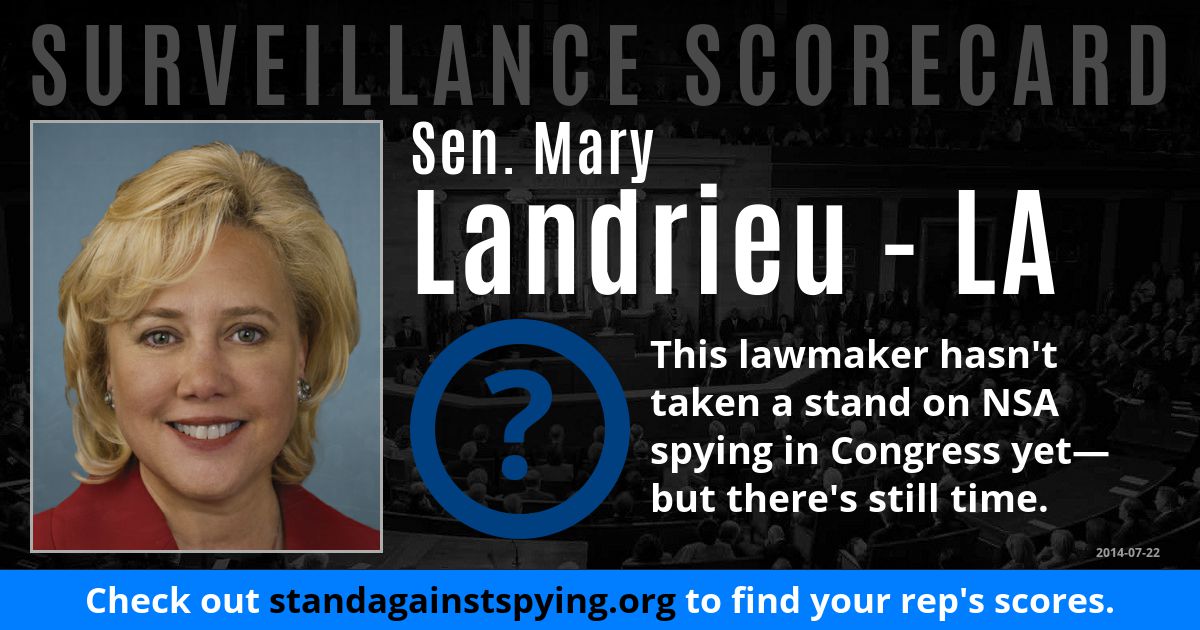 SURVEILLANCE SCORECARD
Sen. Mary
Landrieu - LA
?
This lawmaker hasn't
taken a stand on NSA
spying in Congress yet—
but there's still time.
2014-07-22
Check out standagainstspying.org to find your rep's scores.